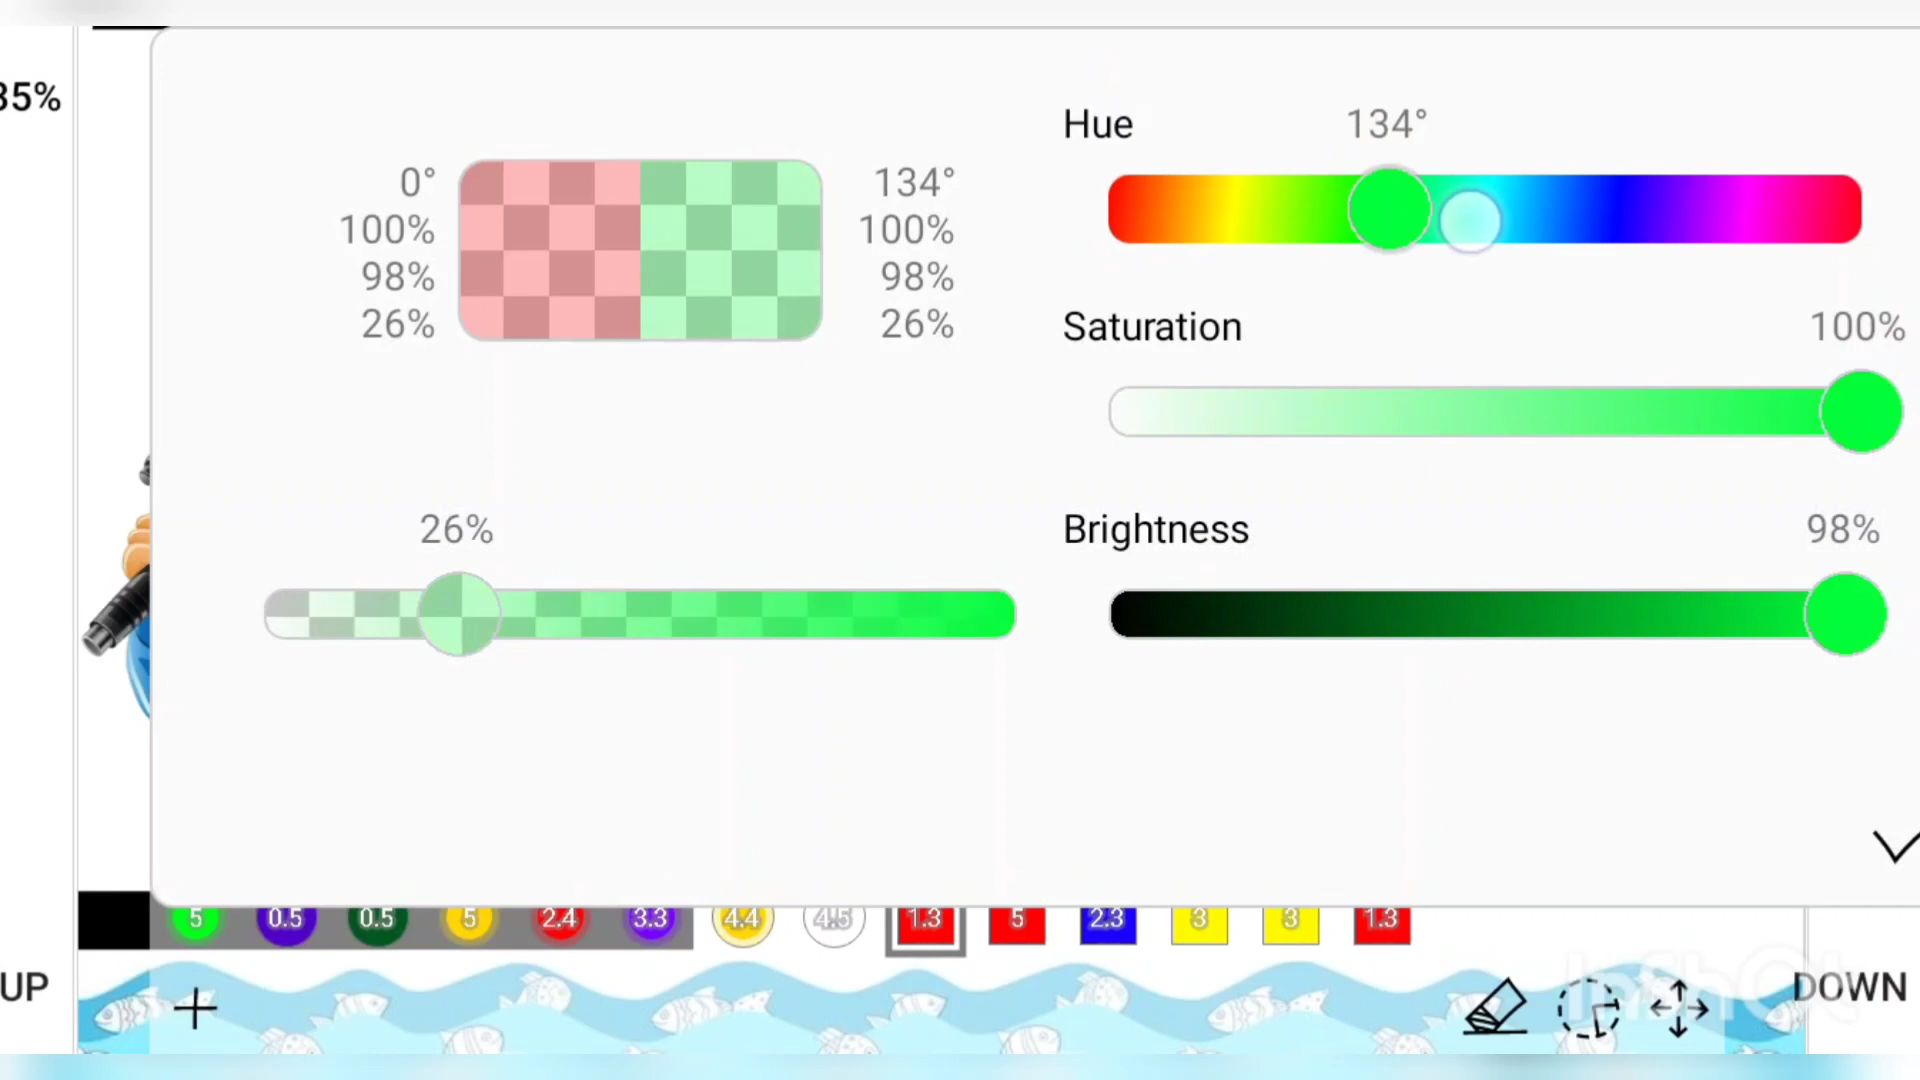 35%
Hue 134°
0° 134°
100% 100%
98% 98%
26% 26%
Saturation 100%
26%
Brightness 98%
5 0.5 0.5 5 2.4 3.3 4.4 4.5 1.3 5 2.3 3 3 1.3
UP DOWN